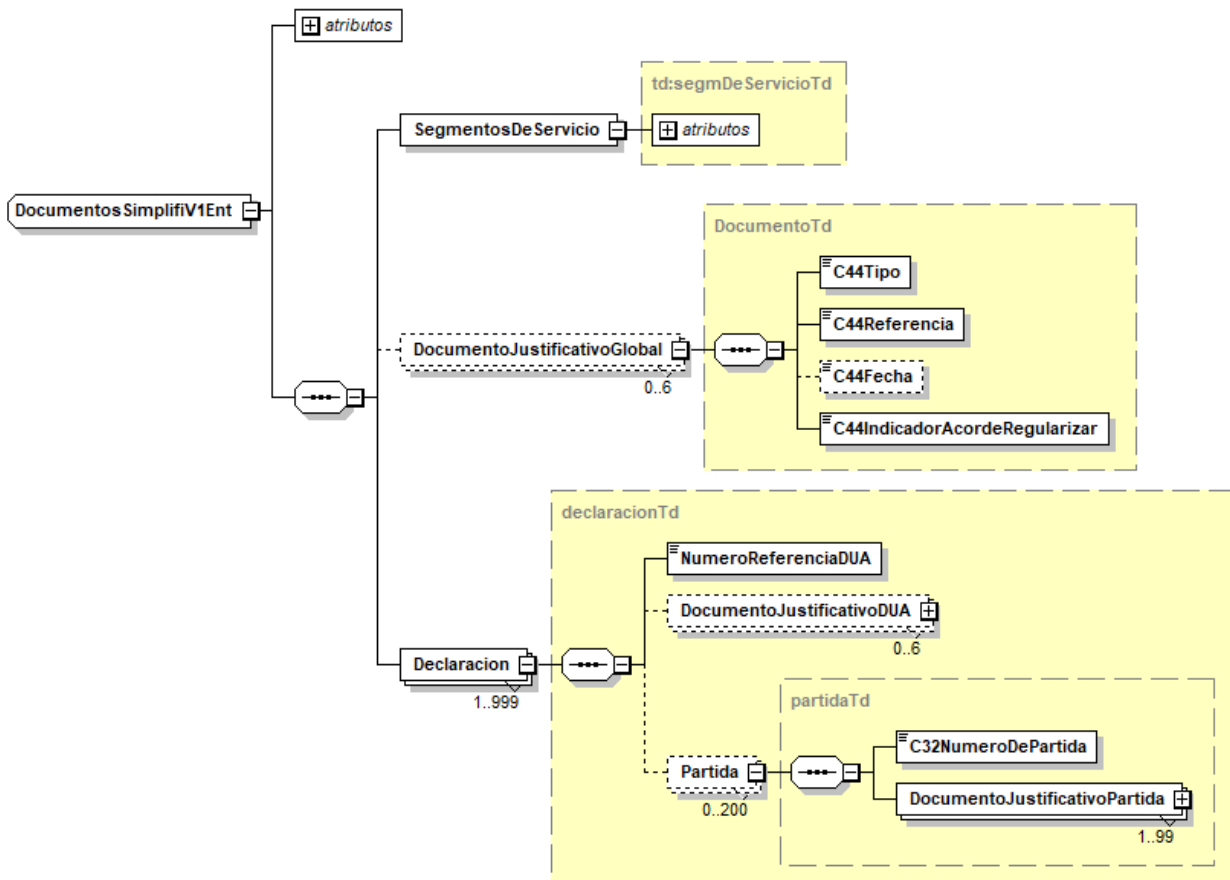 atributos
td:segmDeServicioTd
SegmentosDeServicio
atributos
DocumentosSimplifiV1Ent
DocumentoTd
C44Tipo
C44Referencia
DocumentoJustificativoGlobal
0..6
C44Fecha
C44IndicadorAcordeRegularizar
declaracionTd
NumeroReferenciaDUA
DocumentoJustificativoDUA
0..6
Declaracion
1..999
partidaTd
C32NumeroDePartida
Partida
0..200
DocumentoJustificativoPartida
1..99